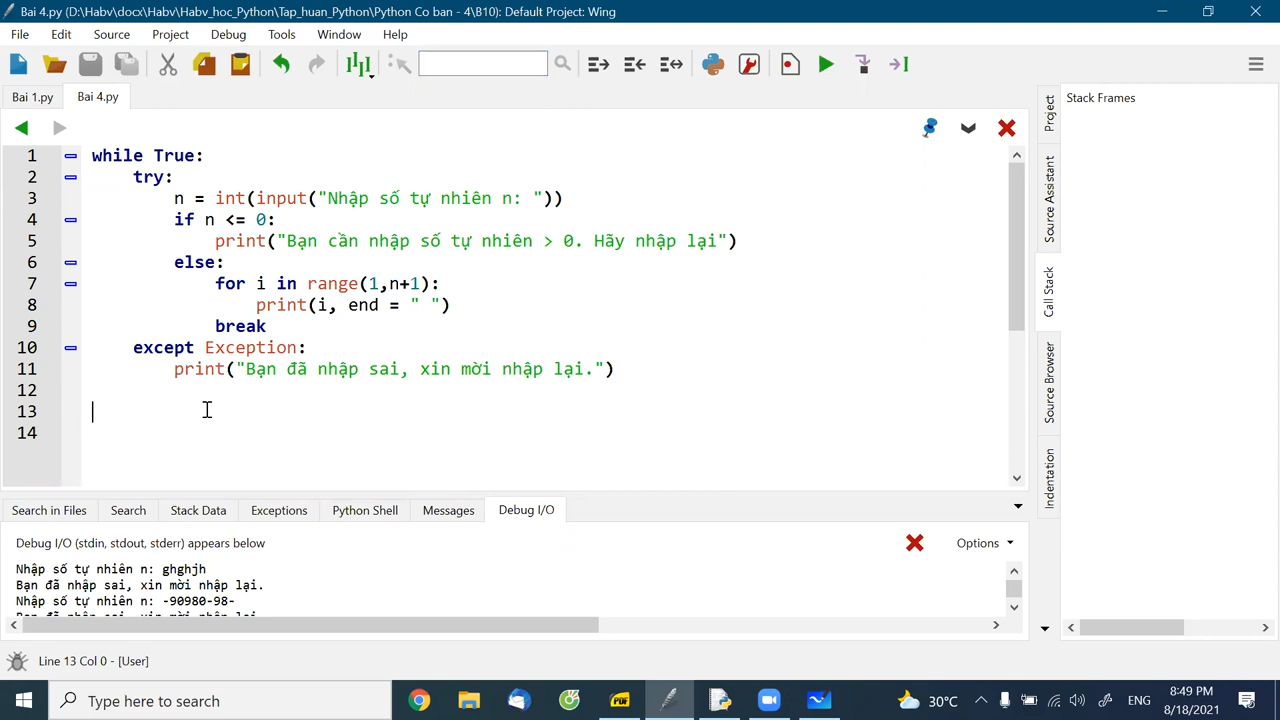 Bai 4.py (D:\Habv\docx\Habv_hoc_Python\Tap_huan_Python\Python Co ban - 4\B10): Default Project: Wing
File Edit Source Project Debug Tools Window Help
Bai 1.py Bai 4.py
Stack Frames
1 while True:
2 try:
3 n = int(input("Nhập số tự nhiên n: "))
4 if n <= 0:
5 print("Bạn cần nhập số tự nhiên > 0. Hãy nhập lại")
6 else:
7 for i in range(1,n+1):
8 print(i, end = " ")
9 break
10 except Exception:
11 print("Bạn đã nhập sai, xin mời nhập lại.")
12
13
14
Project
Source Assistant
Call Stack
Source Browser
Indentation
Search in Files Search Stack Data Exceptions Python Shell Messages Debug I/O
Debug I/O (stdin, stdout, stderr) appears below Options
Nhập số tự nhiên n: ghghjh
Bạn đã nhập sai, xin mời nhập lại.
Nhập số tự nhiên n: -90980-98-
Bạn đã nhập sai, xin mời nhập lại.
Line 13 Col 0 - [User]
Type here to search PDF 30°C ENG 8:49 PM
8/18/2021